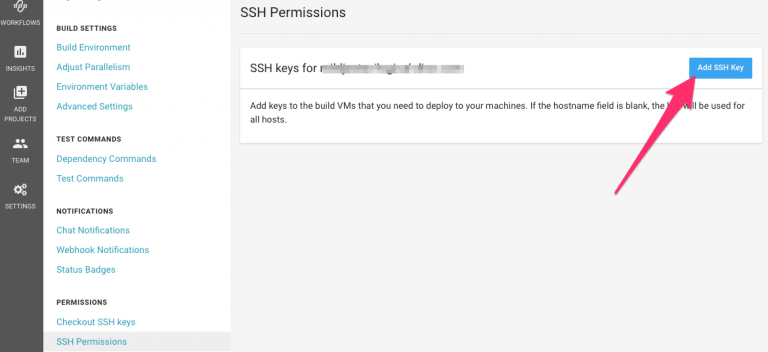 WORKFLOWS
INSIGHTS
ADD
PROJECTS
TEAM
SETTINGS
BUILD SETTINGS
Build Environment
Adjust Parallelism
Environment Variables
Advanced Settings
TEST COMMANDS
Dependency Commands
Test Commands
NOTIFICATIONS
Chat Notifications
Webhook Notifications
Status Badges
PERMISSIONS
Checkout SSH keys
SSH Permissions
SSH Permissions
SSH keys for
Add SSH Key
Add keys to the build VMs that you need to deploy to your machines. If the hostname field is blank, the will be used for
all hosts.